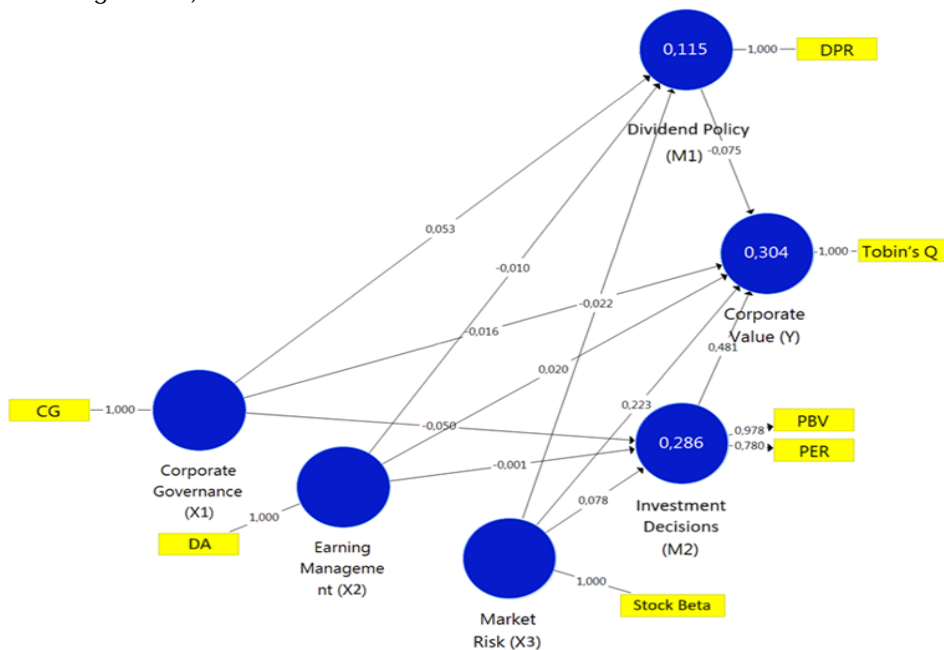 0,115
1,000
DPR
Dividend Policy
(M1)
-0,075
0,053
-0,010
0,304
1,000
Tobin's Q
Corporate
Value (Y)
-0,022
-0,016
0,020
0,481
0,223
CG
1,000
-0,050
0,978
PBV
0,286
-0,780
PER
Corporate
Governance
(X1)
-0,001
0,078
Investment
Decisions
(M2)
1,000
DA
Earning
Manageme
nt (X2)
1,000
Stock Beta
Market
Risk (X3)